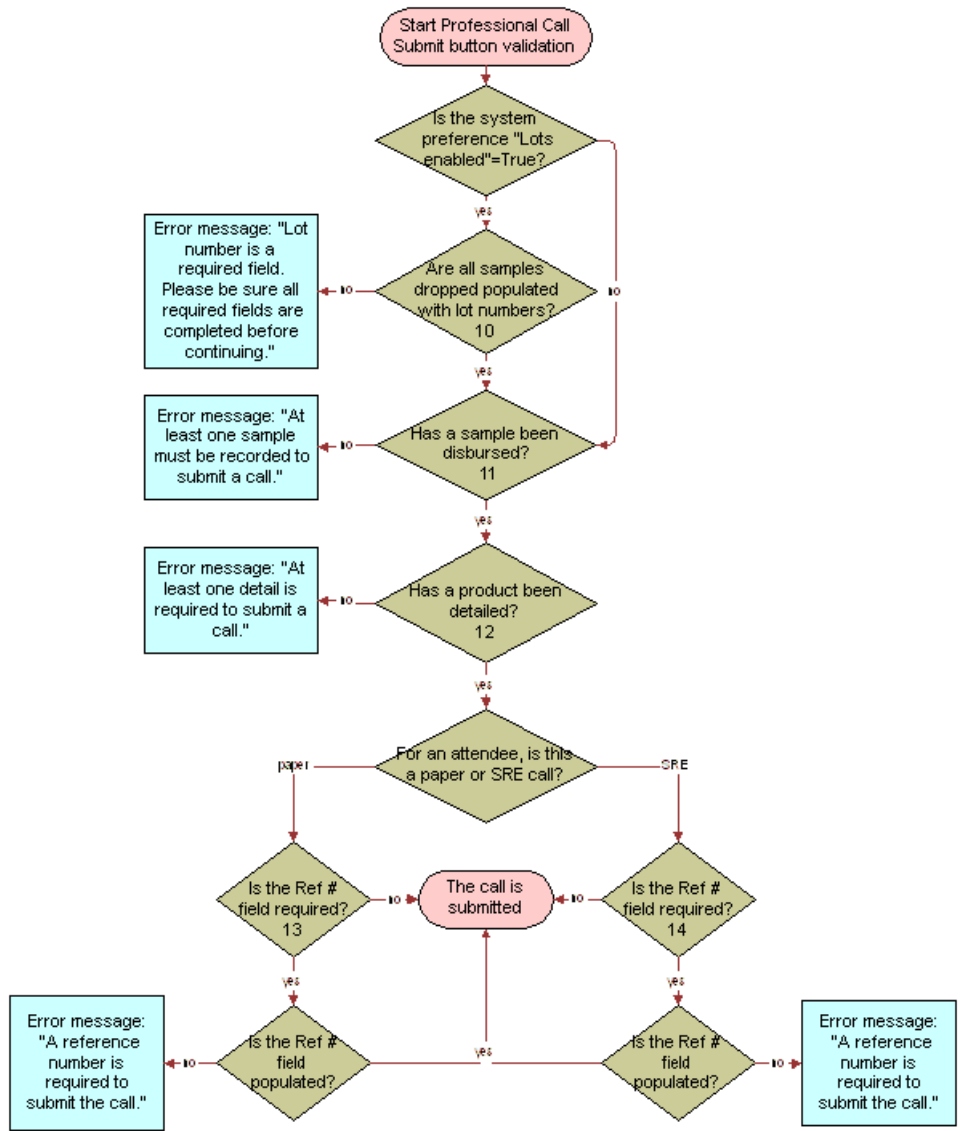 Start Professional Call
Submit button validation
Is the system
preference "Lots
enabled"=True?
yes
no
Error message: "Lot
number is a
required field.
Please be sure all
required fields are
completed before
continuing."
no
Are all samples
dropped populated
with lot numbers?
10
yes
Error message: "At
least one sample
must be recorded to
submit a call."
no
Has a sample been
disbursed?
11
yes
Error message: "At
least one detail is
required to submit a
call."
no
Has a product been
detailed?
12
yes
For an attendee, is this
a paper or SRE call?
paper
SRE
Is the Ref #
field required?
13
no
The call is
submitted
no
Is the Ref #
field required?
14
yes
yes
Error message:
"A reference
number is
required to
submit the call."
no
Is the Ref #
field
populated?
yes
Is the Ref #
field
populated?
no
Error message:
"A reference
number is
required to
submit the call."